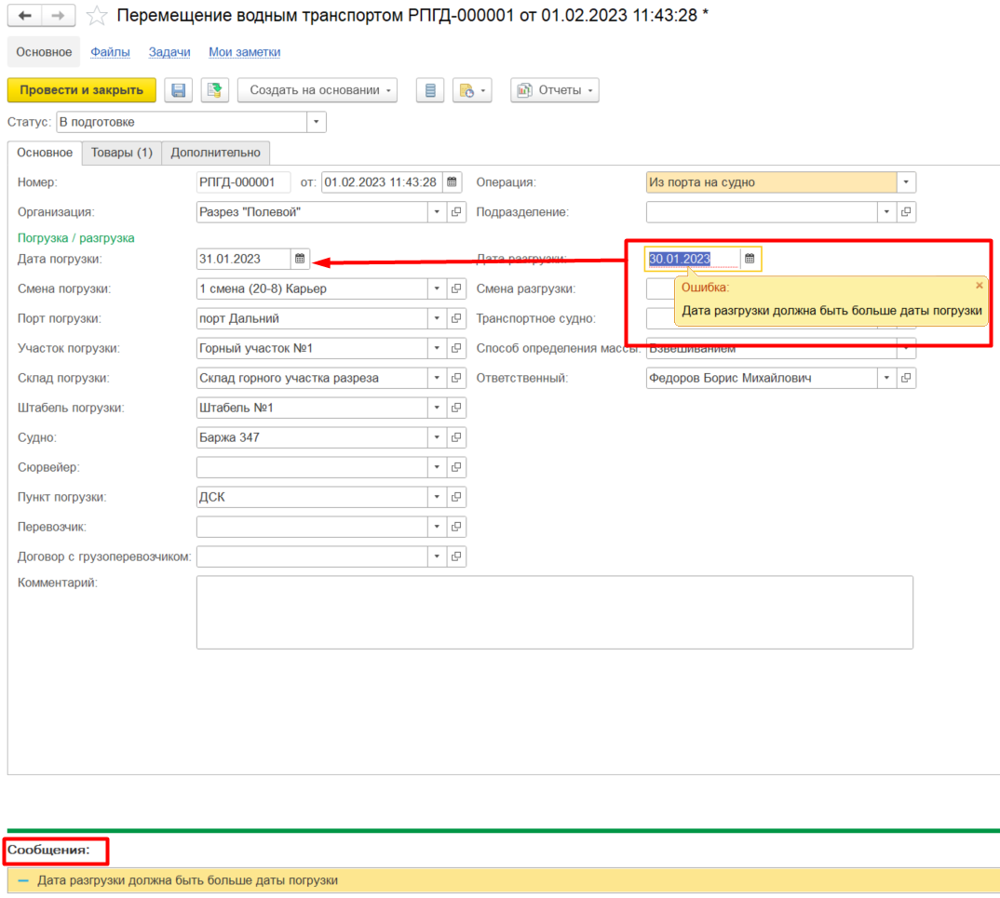 Перемещение водным транспортом РПГД-000001 от 01.02.2023 11:43:28 *
Основное Файлы Задачи Мои заметки
Провести и закрыть Создать на основании Отчеты
Статус: В подготовке
Основное Товары (1) Дополнительно
Номер: РПГД-000001 от: 01.02.2023 11:43:28 Операция: Из порта на судно
Организация: Разрез "Полевой" Подразделение:
Погрузка / разгрузка
Дата погрузки: 31.01.2023 Дата разгрузки: 30.01.2023
Смена погрузки: 1 смена (20-8) Карьер Смена разгрузки: Ошибка:
Дата разгрузки должна быть больше даты погрузки
Порт погрузки: порт Дальний Транспортное судно:
Участок погрузки: Горный участок №1 Способ определения массы: Взвешиванием
Склад погрузки: Склад горного участка разреза Ответственный: Федоров Борис Михайлович
Штабель погрузки: Штабель №1
Судно: Баржа 347
Сюрвейер:
Пункт погрузки: ДСК
Перевозчик:
Договор с грузоперевозчиком:
Комментарий:
Сообщения:
Дата разгрузки должна быть больше даты погрузки